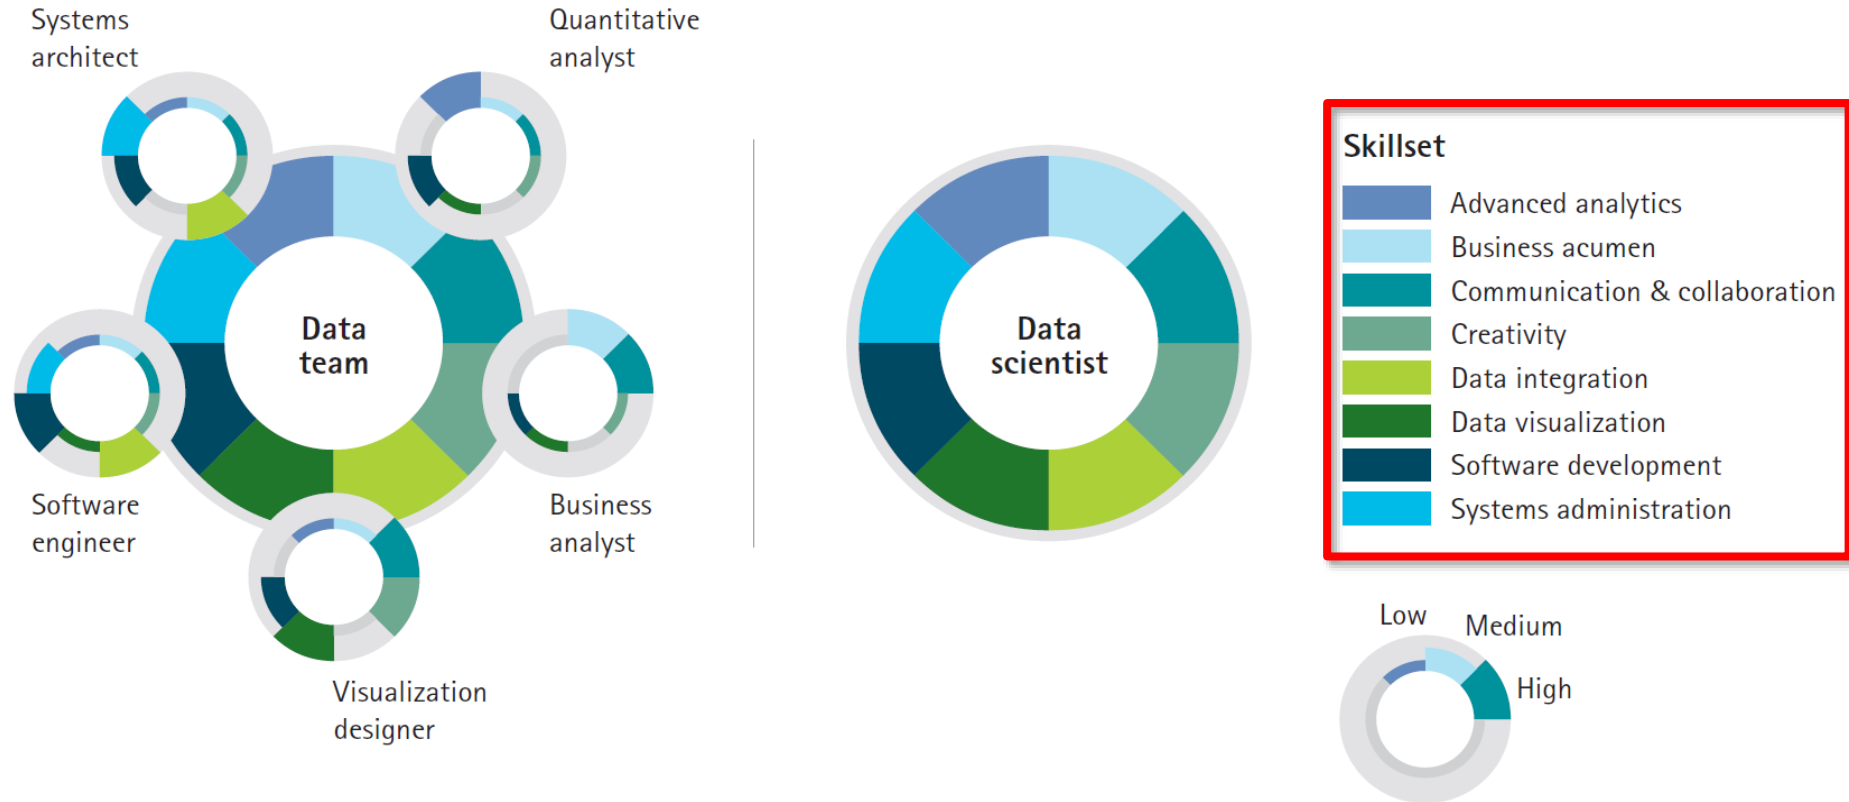 Systems
architect
Quantitative
analyst
Data
team
Software
engineer
Business
analyst
Visualization
designer
Data
scientist
Skillset
Advanced analytics
Business acumen
Communication & collaboration
Creativity
Data integration
Data visualization
Software development
Systems administration
Low
Medium
High